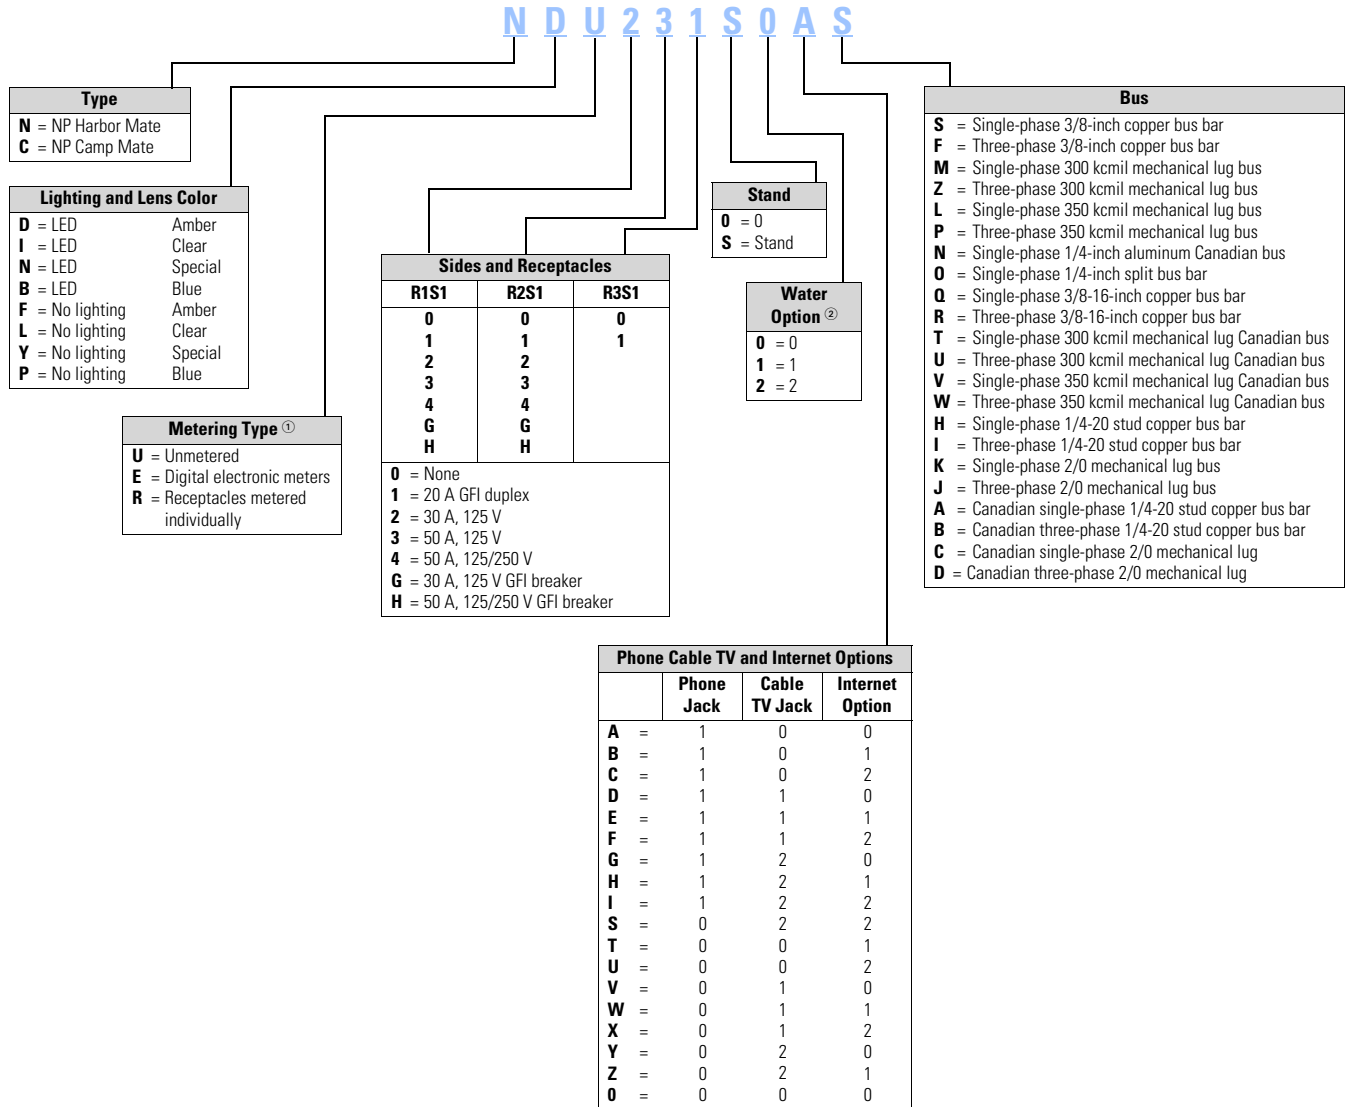 N D U 2 3 1 S 0 A S
Type
N = NP Harbor Mate
C = NP Camp Mate
Lighting and Lens Color
D = LED Amber
I = LED Clear
N = LED Special
B = LED Blue
F = No lighting Amber
L = No lighting Clear
Y = No lighting Special
P = No lighting Blue
Metering Type ①
U = Unmetered
E = Digital electronic meters
R = Receptacles metered
individually
Sides and Receptacles
R1S1 R2S1 R3S1
0 0 0
1 1 1
2 2
3 3
4 4
G G
H H
0 = None
1 = 20 A GFI duplex
2 = 30 A, 125 V
3 = 50 A, 125 V
4 = 50 A, 125/250 V
G = 30 A, 125 V GFI breaker
H = 50 A, 125/250 V GFI breaker
Stand
0 = 0
S = Stand
Water
Option ②
0 = 0
1 = 1
2 = 2
Phone Cable TV and Internet Options
Phone Cable Internet
Jack TV Jack Option
A = 1 0 0
B = 1 0 1
C = 1 0 2
D = 1 1 0
E = 1 1 1
F = 1 1 2
G = 1 2 0
H = 1 2 1
I = 1 2 2
S = 0 2 2
T = 0 0 1
U = 0 0 2
V = 0 1 0
W = 0 1 1
X = 0 1 2
Y = 0 2 0
Z = 0 2 1
0 = 0 0 0
Bus
S = Single-phase 3/8-inch copper bus bar
F = Three-phase 3/8-inch copper bus bar
M = Single-phase 300 kcmil mechanical lug bus
Z = Three-phase 300 kcmil mechanical lug bus
L = Single-phase 350 kcmil mechanical lug bus
P = Three-phase 350 kcmil mechanical lug bus
N = Single-phase 1/4-inch aluminum Canadian bus
O = Single-phase 1/4-inch split bus bar
Q = Single-phase 3/8-16-inch copper bus bar
R = Three-phase 3/8-16-inch copper bus bar
T = Single-phase 300 kcmil mechanical lug Canadian bus
U = Three-phase 300 kcmil mechanical lug Canadian bus
V = Single-phase 350 kcmil mechanical lug Canadian bus
W = Three-phase 350 kcmil mechanical lug Canadian bus
H = Single-phase 1/4-20 stud copper bus bar
I = Three-phase 1/4-20 stud copper bus bar
K = Single-phase 2/0 mechanical lug bus
J = Three-phase 2/0 mechanical lug bus
A = Canadian single-phase 1/4-20 stud copper bus bar
B = Canadian three-phase 1/4-20 stud copper bus bar
C = Canadian single-phase 2/0 mechanical lug
D = Canadian three-phase 2/0 mechanical lug